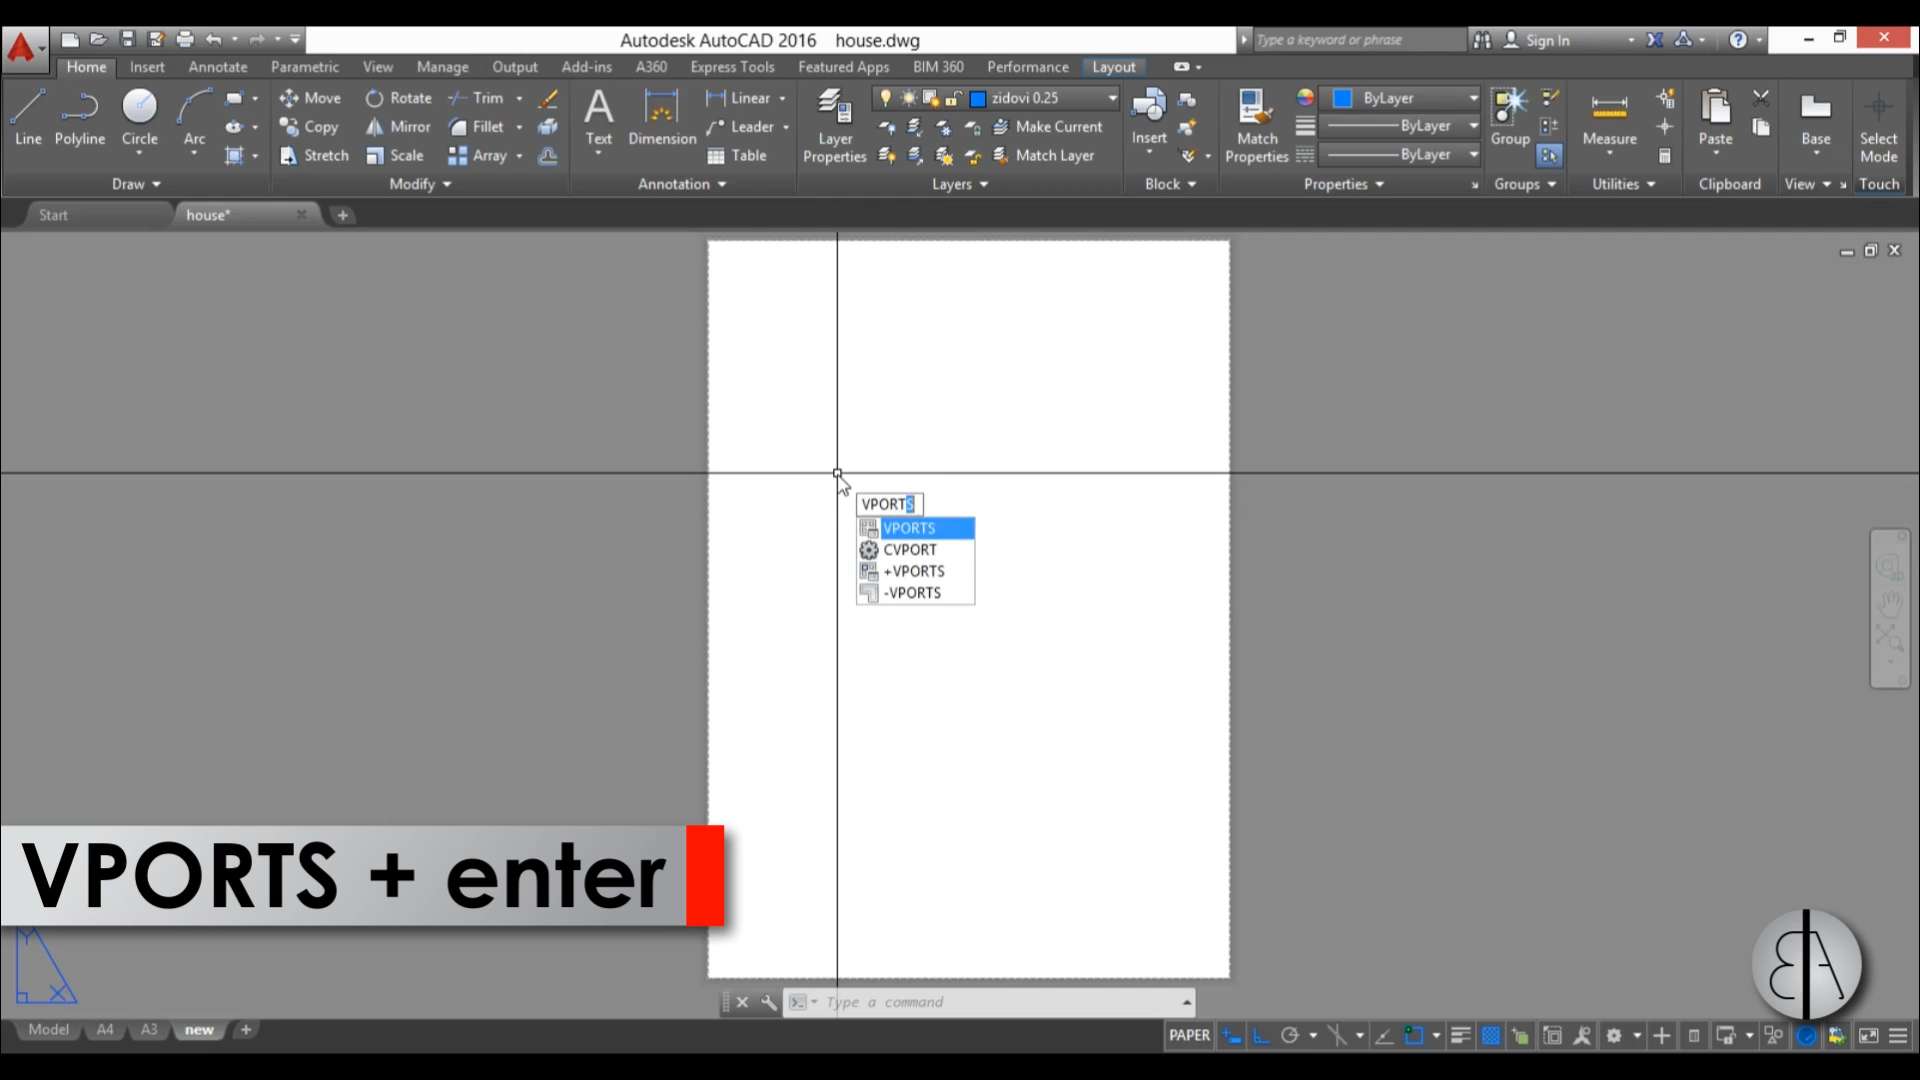 Autodesk AutoCAD 2016 house.dwg
Type a keyword or phrase
Sign In
Home Insert Annotate Parametric View Manage Output Add-ins A360 Express Tools Featured Apps BIM 360 Performance Layout
Line
Polyline
Circle
Arc
Draw
Move
Copy
Stretch
Rotate
Mirror
Scale
Trim
Fillet
Array
Modify
Text
Dimension
Linear
Leader
Table
Annotation
Layer
Properties
zidovi 0.25
Make Current
Match Layer
Layers
Insert
Block
Match
Properties
ByLayer
ByLayer
ByLayer
Properties
Group
Groups
Measure
Utilities
Paste
Clipboard
Base
View
Select
Mode
Touch
Start
house*
VPORTS
VPORTS
CVPORT
+VPORTS
-VPORTS
2D
VPORTS + enter
Y
X
BA
Type a command
Model A4 A3 new
PAPER